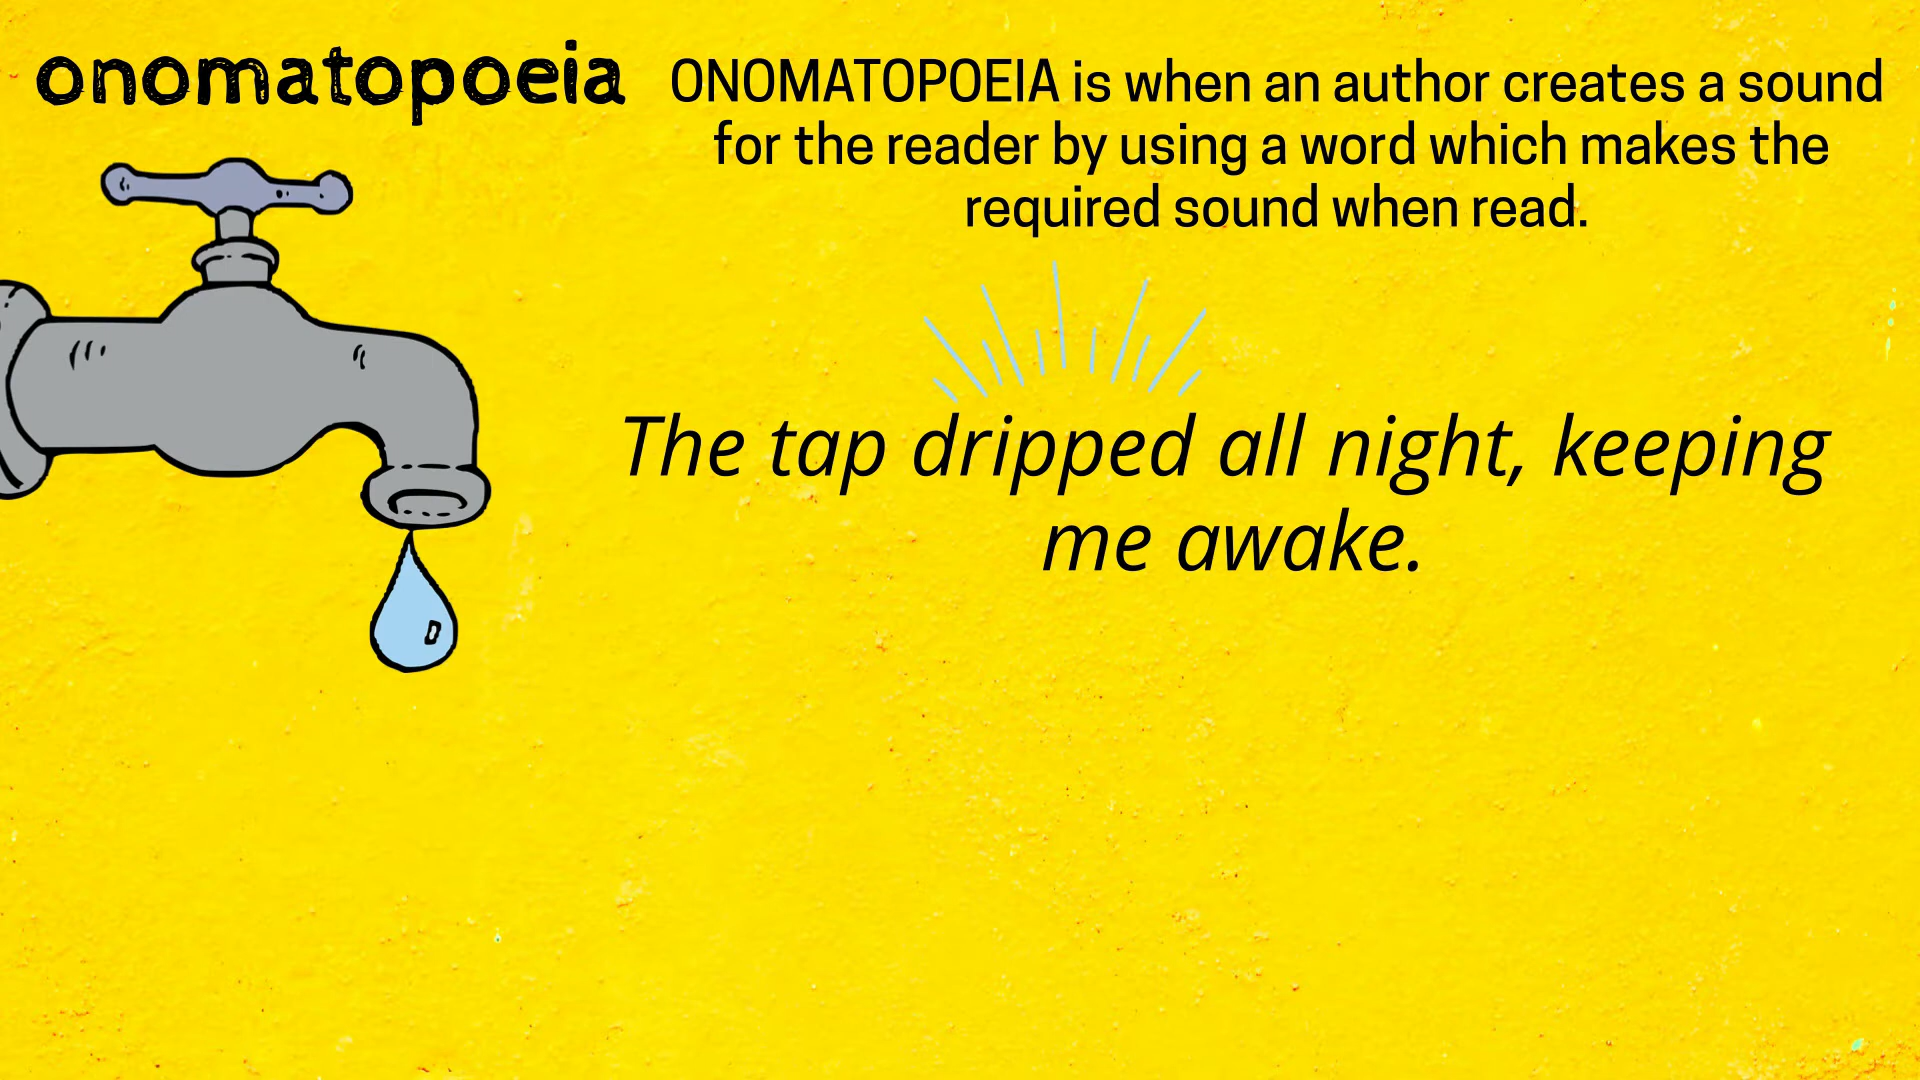 onomatopoeia
ONOMATOPOEIA is when an author creates a sound
for the reader by using a word which makes the
required sound when read.
The tap dripped all night, keeping
me awake.